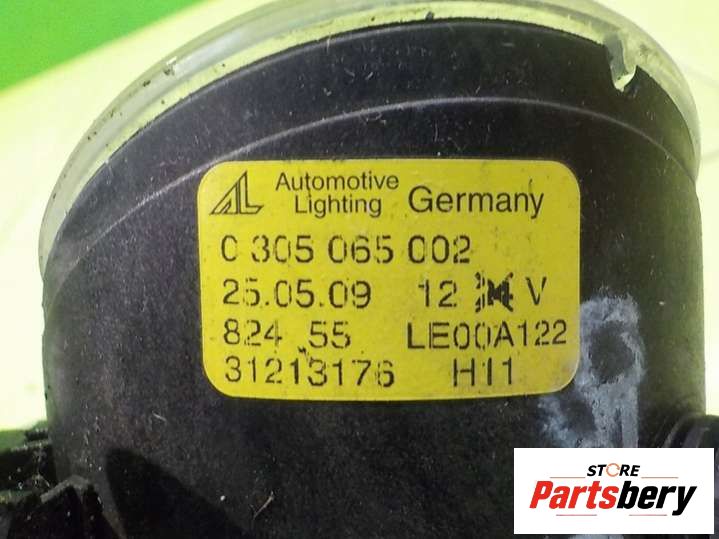 AL Automotive Lighting Germany
0 305 065 002
25.05.09 12 V
824 55 LE00A122
31213176 H11
STORE
Partsbery